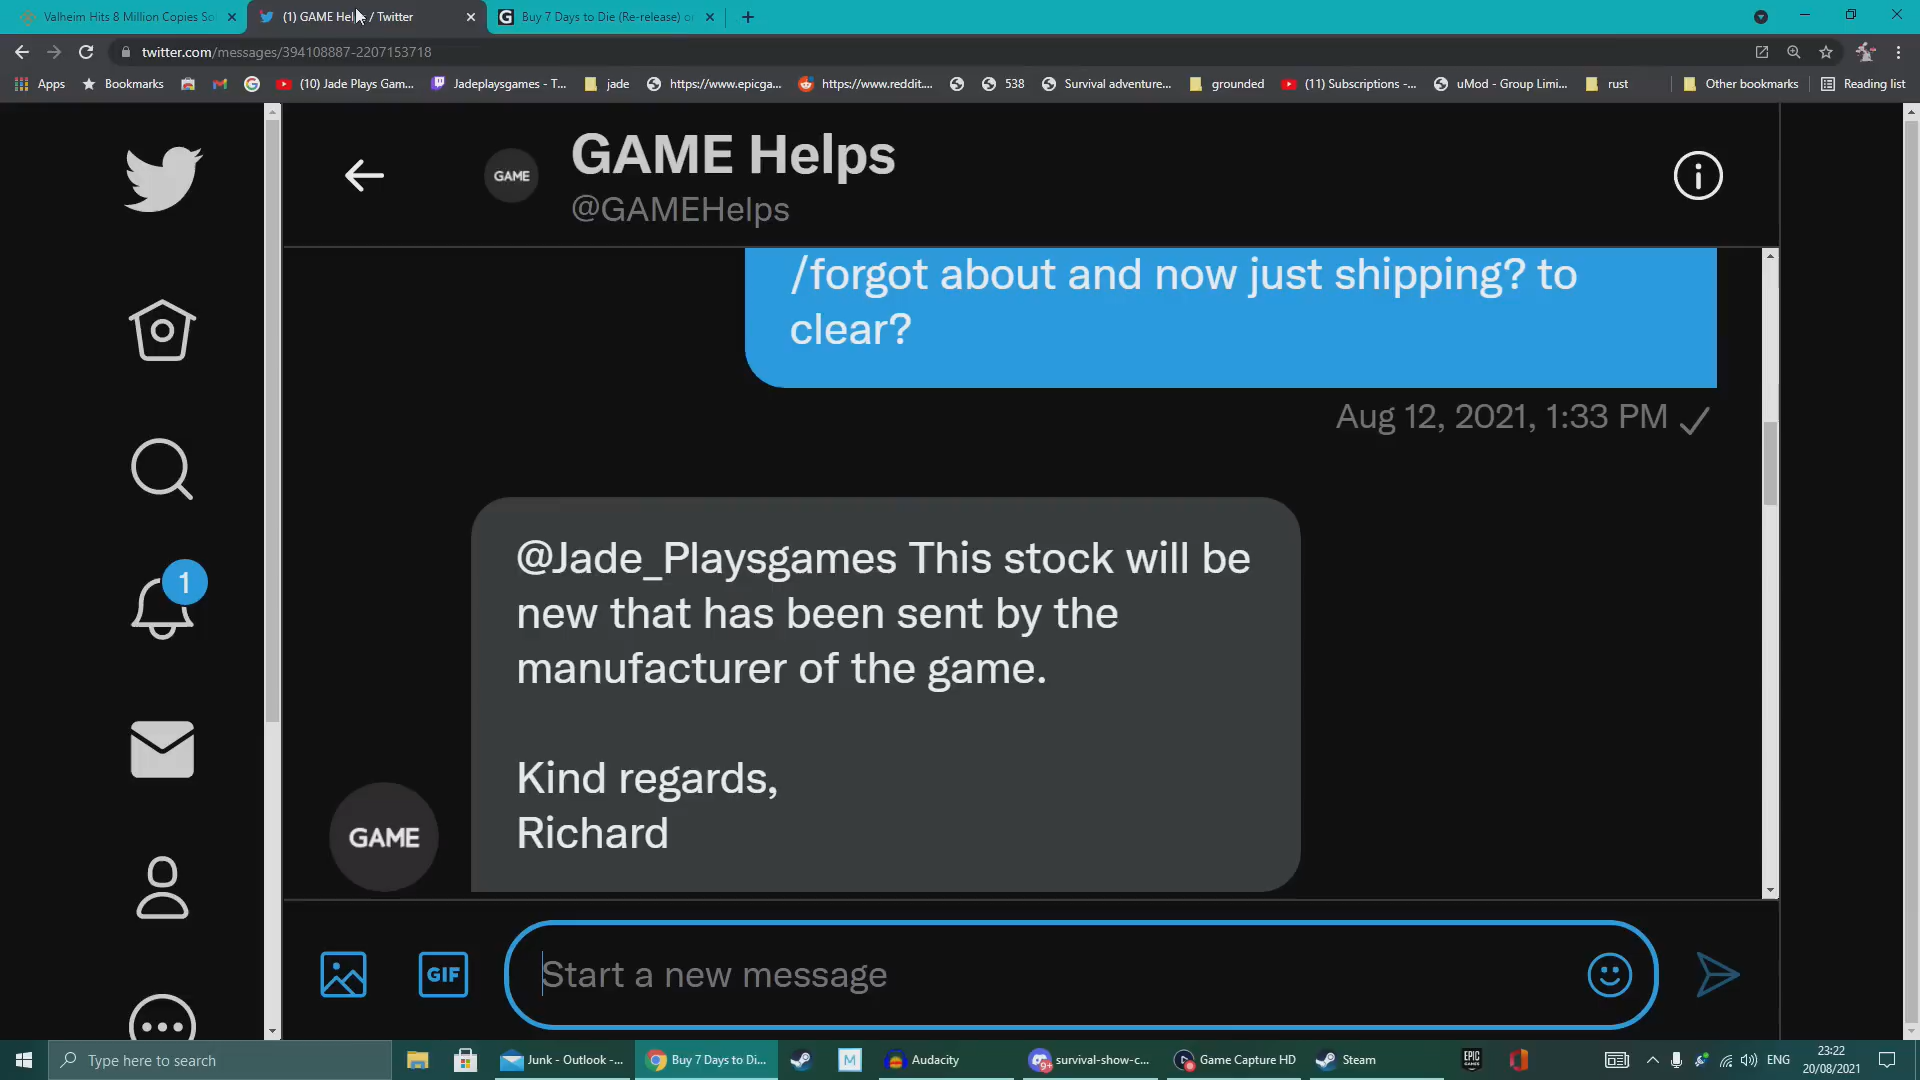 Valheim Hits 8 Million Copies So
(1) GAME Helps / Twitter
Buy 7 Days to Die (Re-release) o
twitter.com/messages/394108887-2207153718
Apps
Bookmarks
(10) Jade Plays Gam...
Jadeplaysgames - T...
jade
https://www.epicga...
https://www.reddit....
538
Survival adventure...
grounded
(11) Subscriptions -...
uMod - Group Limi...
rust
Other bookmarks
Reading list
GAME
GAME Helps
@GAMEHelps
/forgot about and now just shipping? to
clear?
Aug 12, 2021, 1:33 PM
1
@Jade_Playsgames This stock will be
new that has been sent by the
manufacturer of the game.
Kind regards,
Richard
GAME
GIF
Start a new message
Type here to search
Junk - Outlook -...
Buy 7 Days to Di...
M
Audacity
9+
survival-show-c...
Game Capture HD
Steam
EPIC GAMES
ENG
23:22
20/08/2021